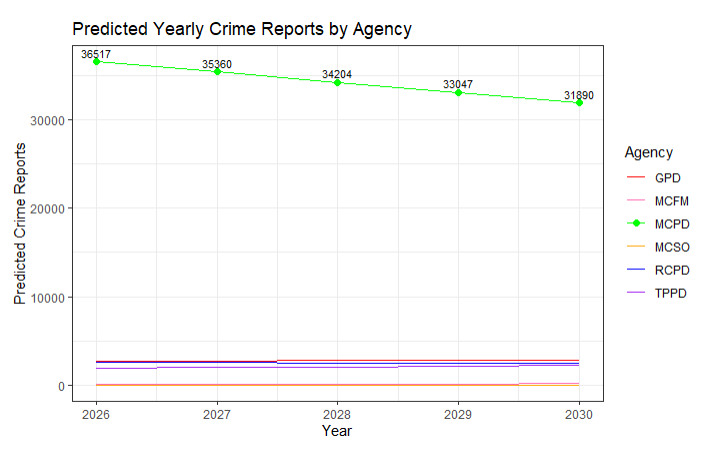 Predicted Yearly Crime Reports by Agency
36517
35360
34204
33047
31890
30000
20000
10000
0
Predicted Crime Reports
2026 2027 2028 2029 2030
Year
Agency
GPD
MCFM
MCPD
MCSO
RCPD
TPPD